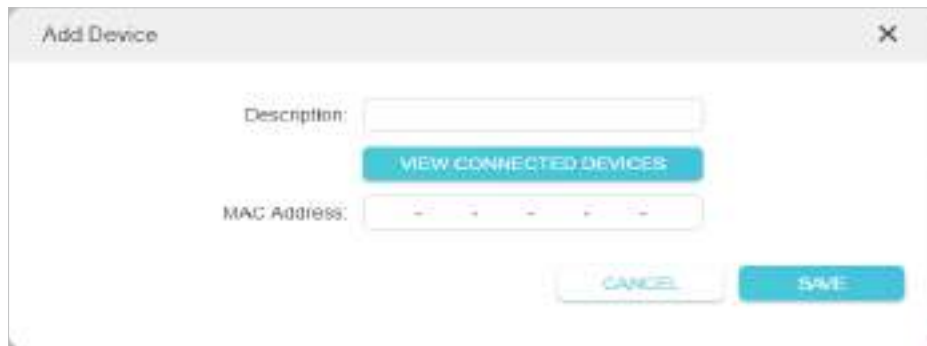 Add Device
Description:
VIEW CONNECTED DEVICES
MAC Address: - - - - -
CANCEL SAVE